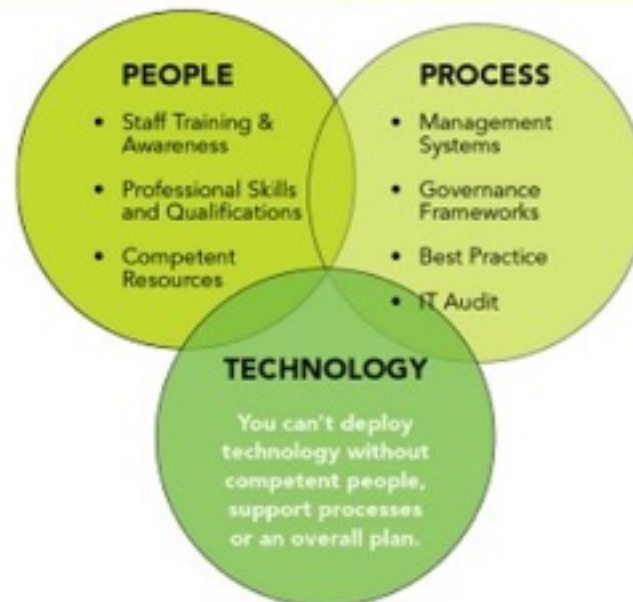 PEOPLE
• Staff Training &
Awareness
• Professional Skills
and Qualifications
• Competent
Resources
PROCESS
• Management
Systems
• Governance
Frameworks
• Best Practice
• IT Audit
TECHNOLOGY
You can't deploy
technology without
competent people,
support processes
or an overall plan.